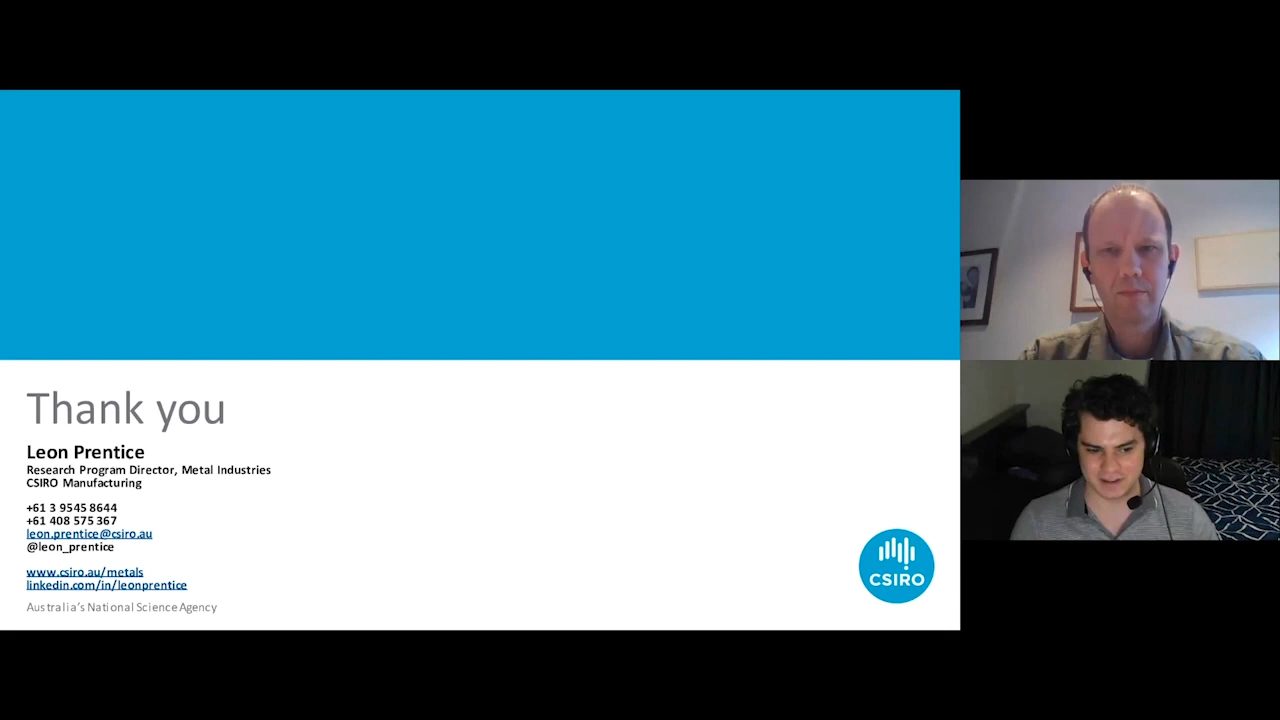 Thank you
Leon Prentice
Research Program Director, Metal Industries
CSIRO Manufacturing
+61 3 9545 8644
+61 408 575 367
leon.prentice@csiro.au
@leon_prentice
www.csiro.au/metals
linkedin.com/in/leonprentice
Australia's National Science Agency
CSIRO